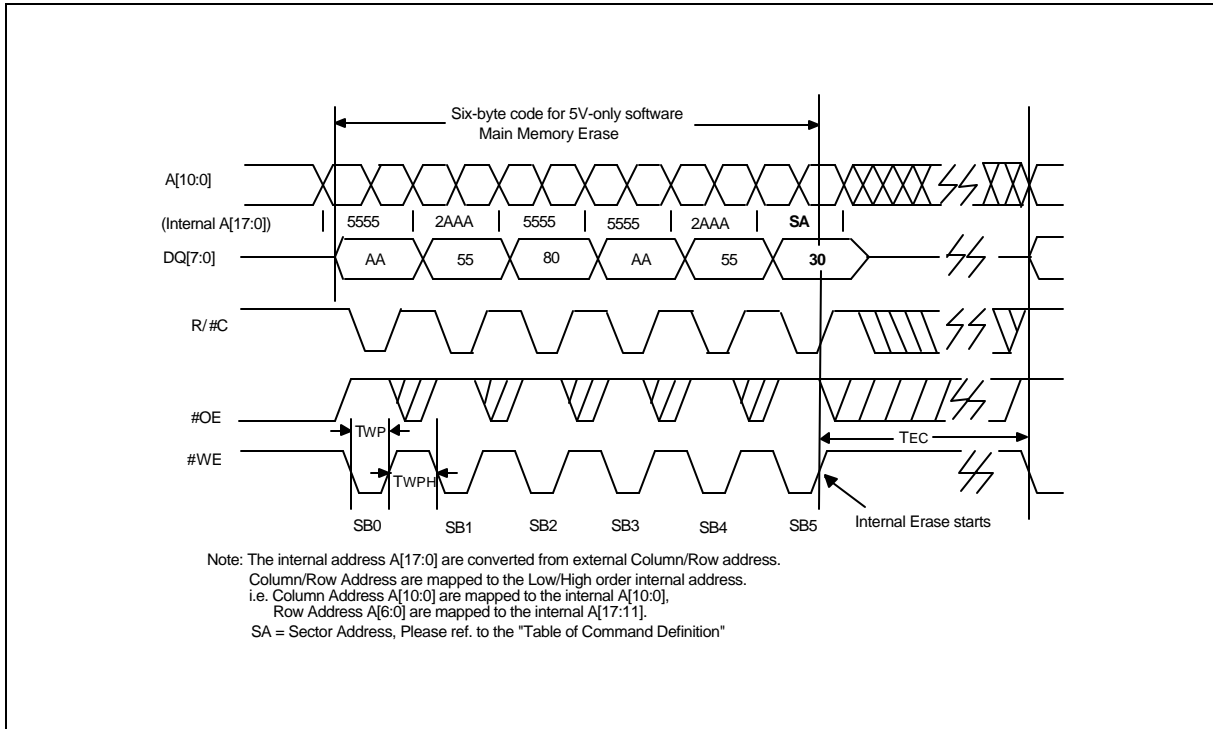 Six-byte code for 5V-only software
Main Memory Erase
A[10:0]
(Internal A[17:0]) 5555 2AAA 5555 5555 2AAA SA
DQ[7:0] AA 55 80 AA 55 30
R/ #C
#OE
TWP
TEC
#WE
TWPH
SB0 SB1 SB2 SB3 SB4 SB5 Internal Erase starts
Note: The internal address A[17:0] are converted from external Column/Row address.
Column/Row Address are mapped to the Low/High order internal address.
i.e. Column Address A[10:0] are mapped to the internal A[10:0],
Row Address A[6:0] are mapped to the internal A[17:11].
SA = Sector Address, Please ref. to the "Table of Command Definition"